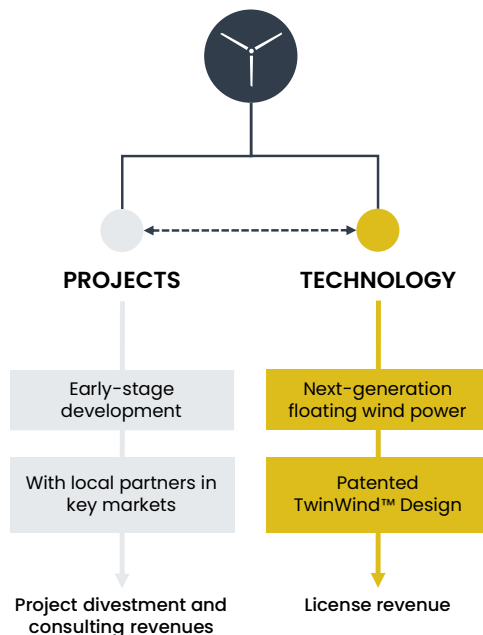 PROJECTS
Early-stage
development
With local partners in
key markets
Project divestment and
consulting revenues
TECHNOLOGY
Next-generation
floating wind power
Patented
TwinWind™ Design
License revenue